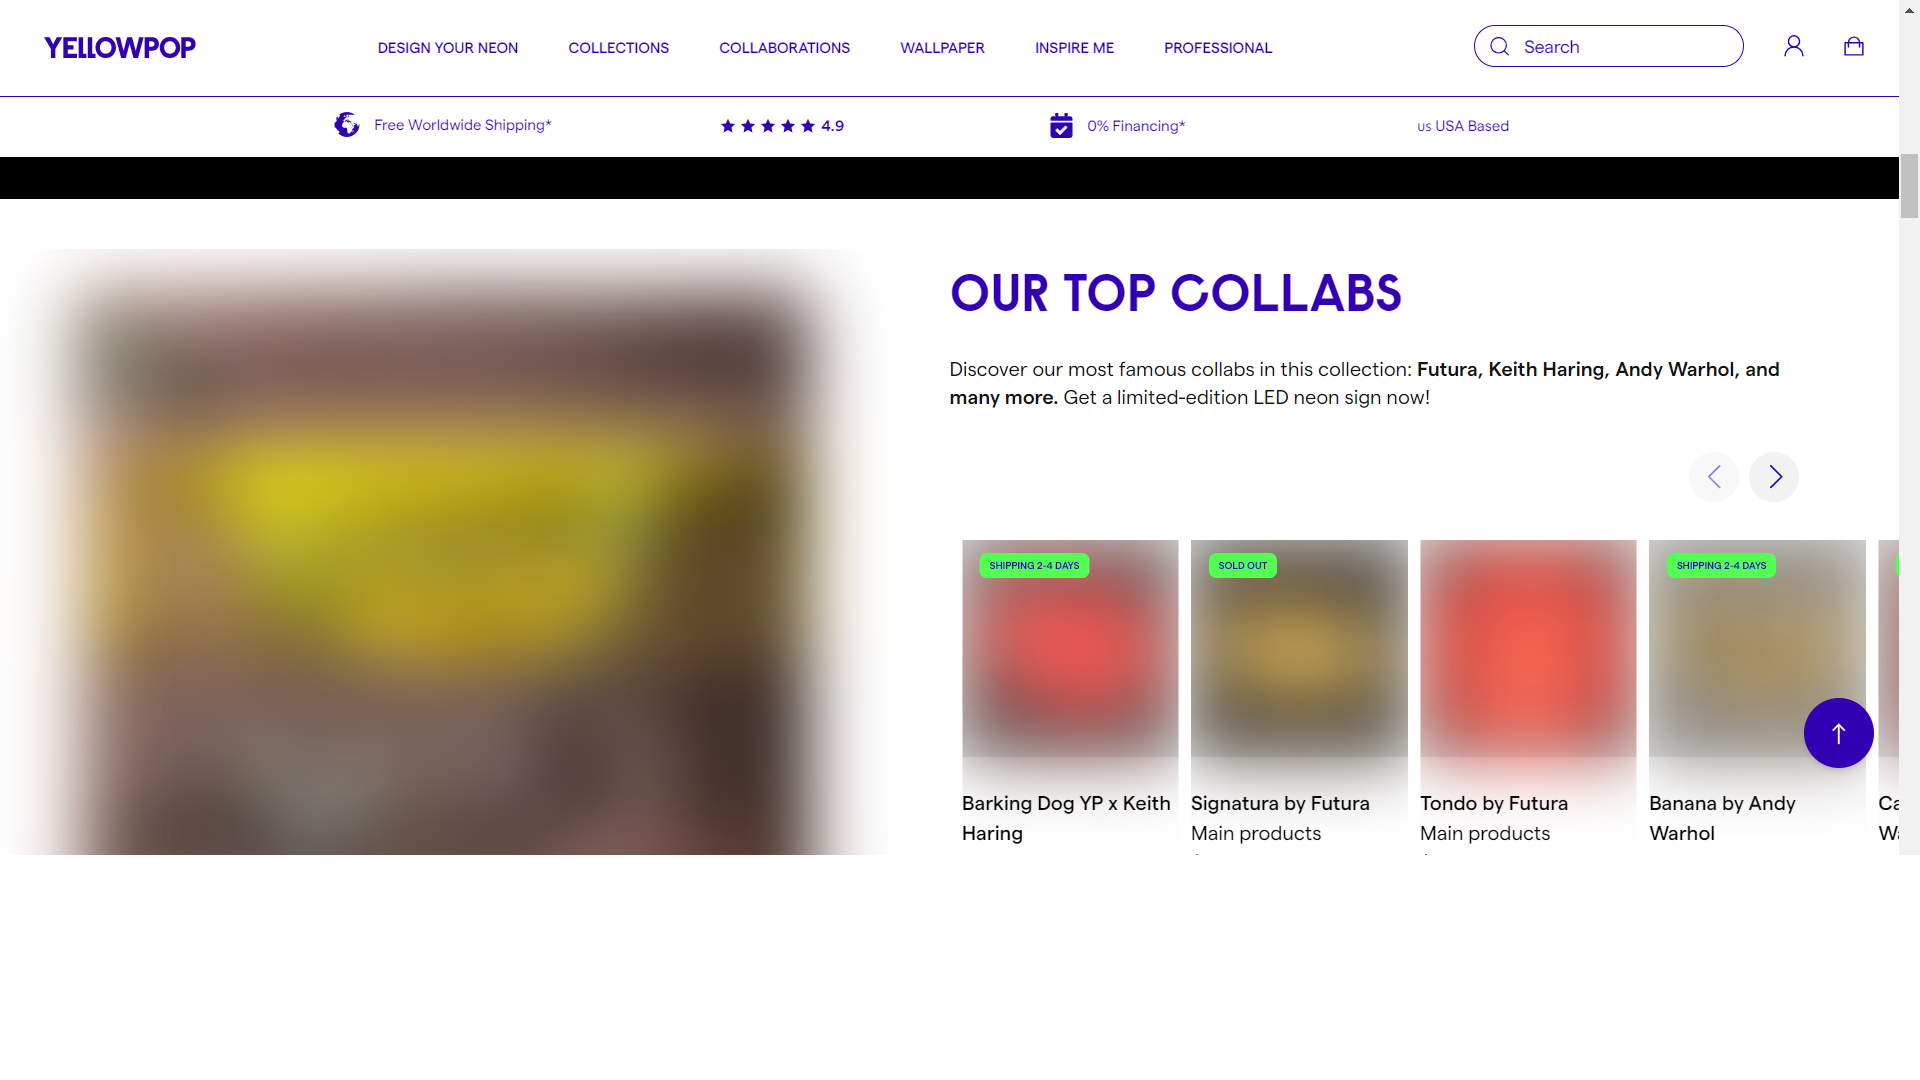 YELLOWPOP
DESIGN YOUR NEON
COLLECTIONS
COLLABORATIONS
WALLPAPER
INSPIRE ME
PROFESSIONAL
Search
Free Worldwide Shipping*
4.9
0% Financing*
us USA Based
OUR TOP COLLABS
Discover our most famous collabs in this collection: Futura, Keith Haring, Andy Warhol, and
many more. Get a limited-edition LED neon sign now!
SHIPPING 2-4 DAYS
SOLD OUT
SHIPPING 2-4 DAYS
Barking Dog YP x Keith
Haring
Signatura by Futura
Main products
Tondo by Futura
Main products
Banana by Andy
Warhol